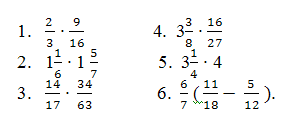 1. 2/3 · 9/16 4. 3 3/8 · 16/27
2. 1 1/6 · 1 5/7 5. 3 1/4 · 4
3. 14/17 · 34/63 6. 6/7 (11/18 − 5/12).